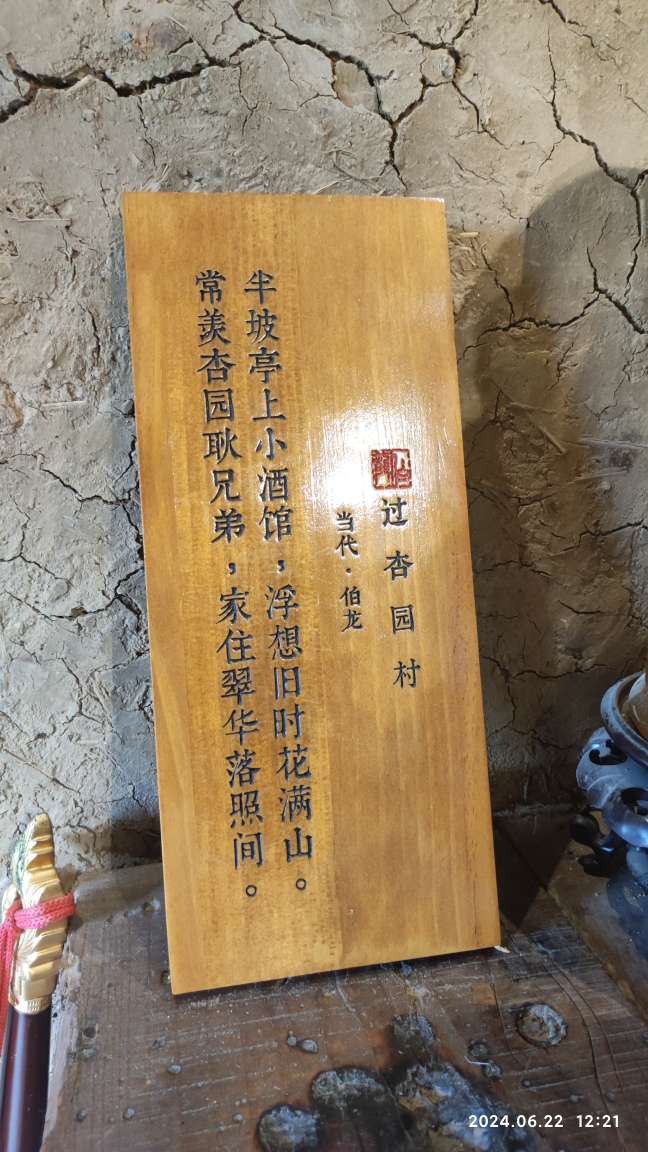 过杏园村
当代·伯龙
半坡亭上小酒馆，浮想旧时花满山。
常羡杏园耿兄弟，家住翠华落照间。
2024.06.22 12:21